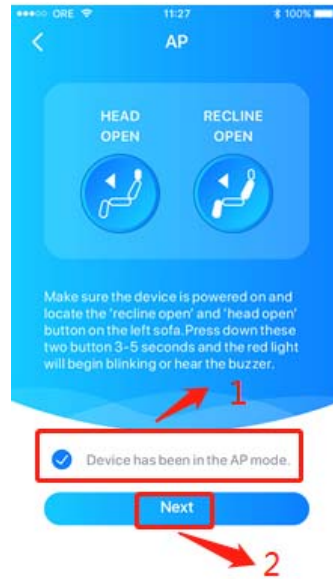 ORE 11:27 100%
AP
HEAD RECLINE
OPEN OPEN
Make sure the device is powered on and
locate the 'recline open' and 'head open'
button on the left sofa.Press down these
two button 3-5 seconds and the red light
will begin blinking or hear the buzzer.
1
Device has been in the AP mode.
Next
2